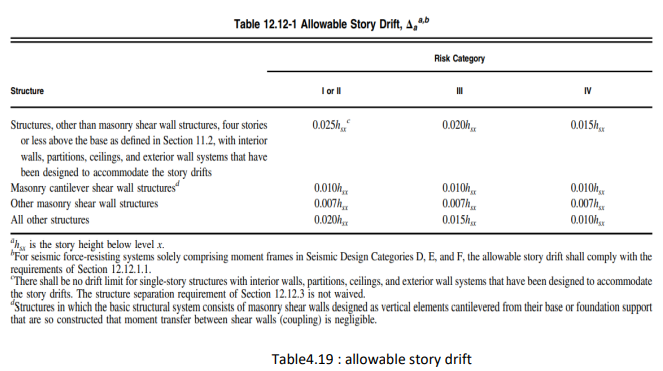 Table 12.12-1 Allowable Story Drift, Δₐᵃ,ᵇ
Risk Category
Structure I or II III IV
Structures, other than masonry shear wall structures, four stories 0.025hₛₓᶜ 0.020hₛₓ 0.015hₛₓ
or less above the base as defined in Section 11.2, with interior
walls, partitions, ceilings, and exterior wall systems that have
been designed to accommodate the story drifts
Masonry cantilever shear wall structuresᵈ 0.010hₛₓ 0.010hₛₓ 0.010hₛₓ
Other masonry shear wall structures 0.007hₛₓ 0.007hₛₓ 0.007hₛₓ
All other structures 0.020hₛₓ 0.015hₛₓ 0.010hₛₓ
ᵃhₛₓ is the story height below level x.
ᵇFor seismic force-resisting systems solely comprising moment frames in Seismic Design Categories D, E, and F, the allowable story drift shall comply with the
requirements of Section 12.12.1.1.
ᶜThere shall be no drift limit for single-story structures with interior walls, partitions, ceilings, and exterior wall systems that have been designed to accommodate
the story drifts. The structure separation requirement of Section 12.12.3 is not waived.
ᵈStructures in which the basic structural system consists of masonry shear walls designed as vertical elements cantilevered from their base or foundation support
that are so constructed that moment transfer between shear walls (coupling) is negligible.
Table4.19 : allowable story drift